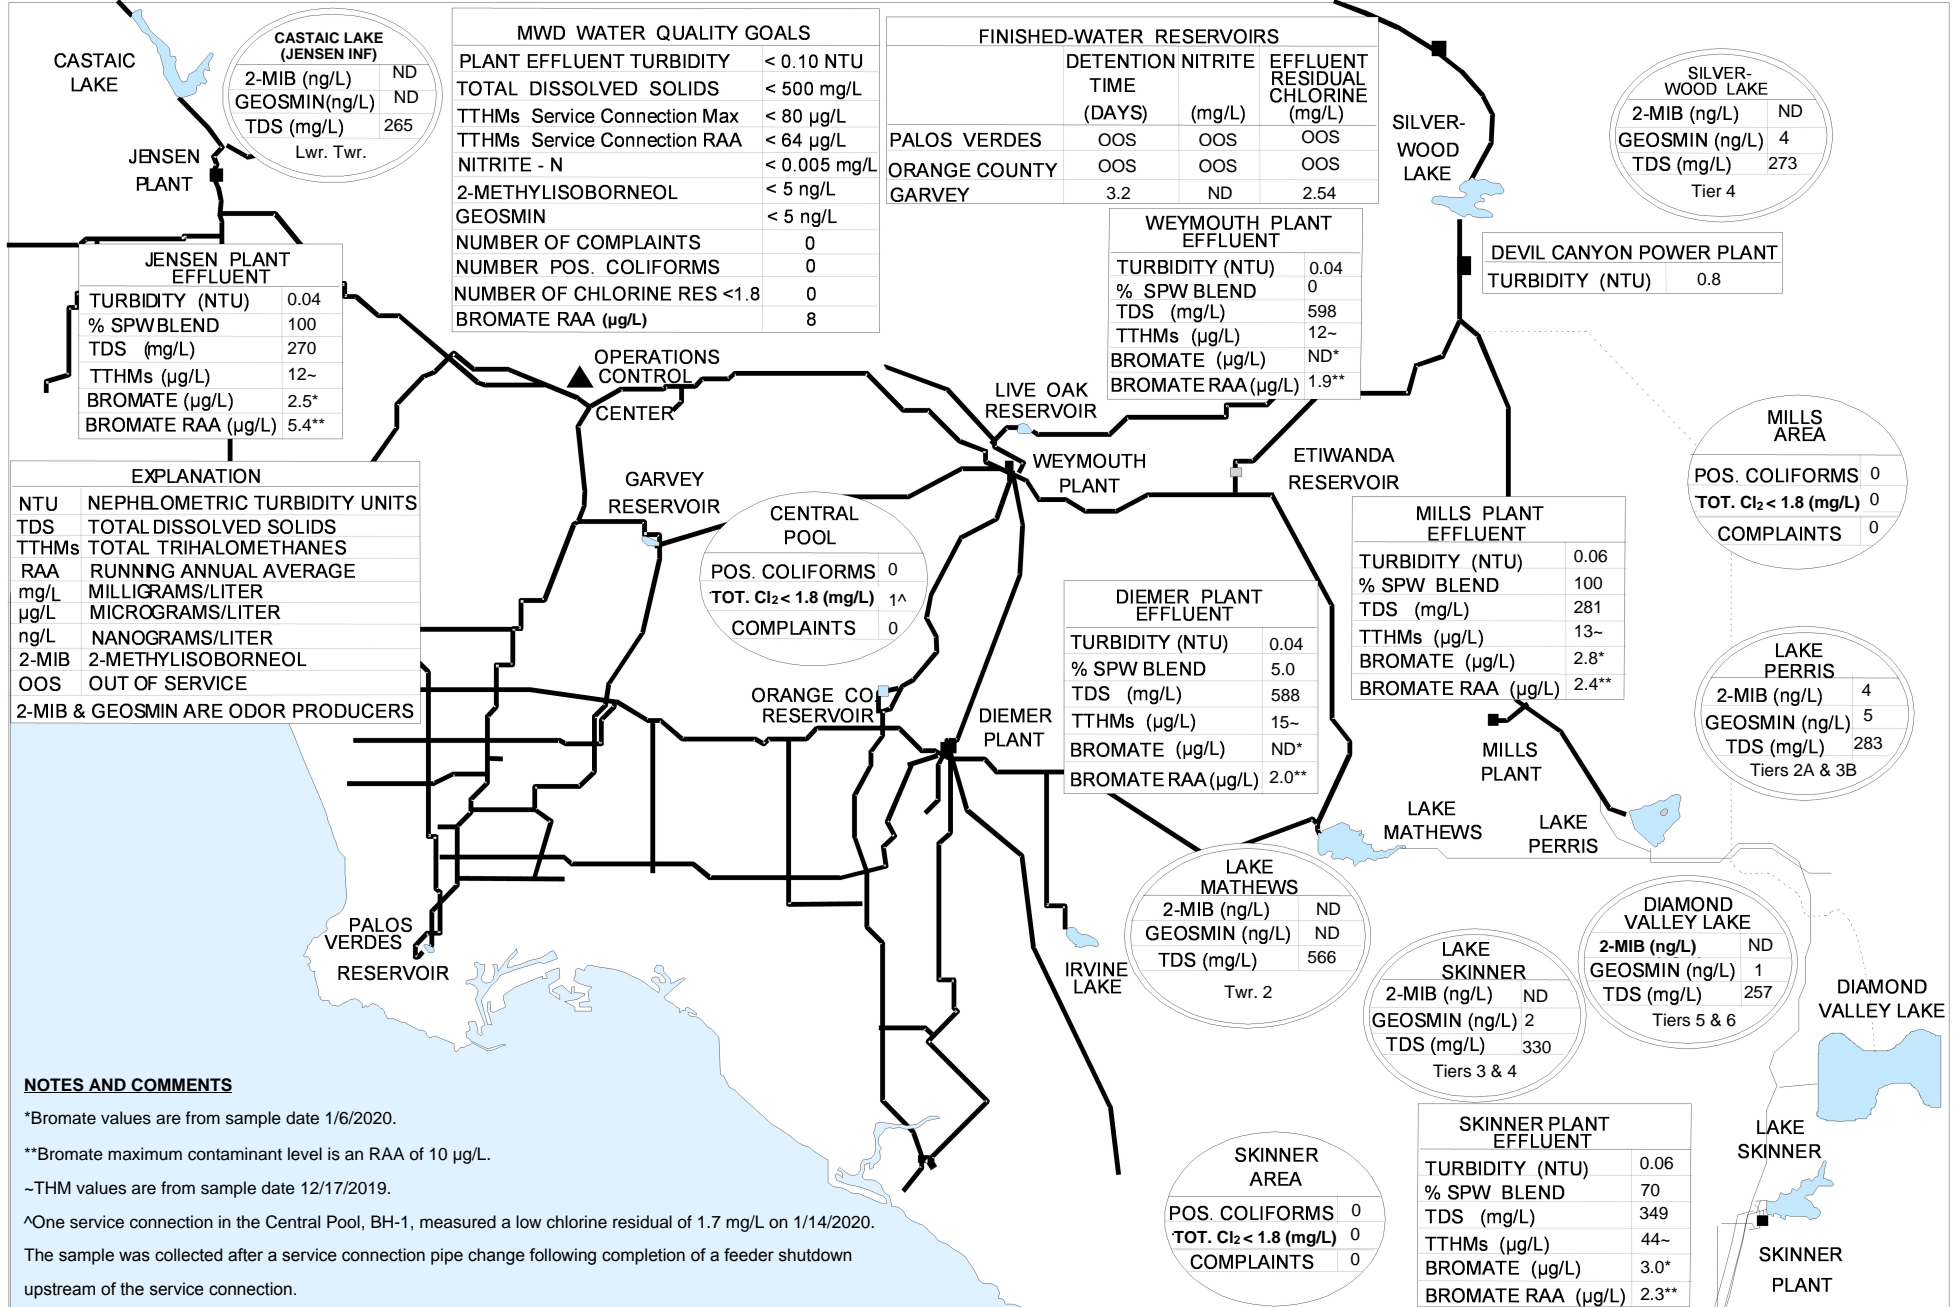 CASTAIC LAKE
CASTAIC LAKE
(JENSEN INF)
2-MIB (ng/L) ND
GEOSMIN(ng/L) ND
TDS (mg/L) 265
Lwr. Twr.
JENSEN
PLANT
MWD WATER QUALITY GOALS
PLANT EFFLUENT TURBIDITY < 0.10 NTU
TOTAL DISSOLVED SOLIDS < 500 mg/L
TTHMs Service Connection Max < 80 µg/L
TTHMs Service Connection RAA < 64 µg/L
NITRITE - N < 0.005 mg/L
2-METHYLISOBORNEOL < 5 ng/L
GEOSMIN < 5 ng/L
NUMBER OF COMPLAINTS 0
NUMBER POS. COLIFORMS 0
NUMBER OF CHLORINE RES <1.8 0
BROMATE RAA (µg/L) 8
FINISHED-WATER RESERVOIRS
DETENTION TIME (DAYS) NITRITE (mg/L) EFFLUENT RESIDUAL CHLORINE (mg/L)
PALOS VERDES OOS OOS OOS
ORANGE COUNTY OOS OOS OOS
GARVEY 3.2 ND 2.54
SILVER-
WOOD
LAKE
SILVER-
WOOD LAKE
2-MIB (ng/L) ND
GEOSMIN (ng/L) 4
TDS (mg/L) 273
Tier 4
WEYMOUTH PLANT
EFFLUENT
TURBIDITY (NTU) 0.04
% SPW BLEND 0
TDS (mg/L) 598
TTHMs (µg/L) 12~
BROMATE (µg/L) ND*
BROMATE RAA (µg/L) 1.9**
DEVIL CANYON POWER PLANT
TURBIDITY (NTU) 0.8
JENSEN PLANT
EFFLUENT
TURBIDITY (NTU) 0.04
% SPW BLEND 100
TDS (mg/L) 270
TTHMs (µg/L) 12~
BROMATE (µg/L) 2.5*
BROMATE RAA (µg/L) 5.4**
OPERATIONS
CONTROL
CENTER
LIVE OAK
RESERVOIR
WEYMOUTH
PLANT
ETIWANDA
RESERVOIR
GARVEY
RESERVOIR
MILLS
AREA
POS. COLIFORMS 0
TOT. Cl2 < 1.8 (mg/L) 0
COMPLAINTS 0
EXPLANATION
NTU NEPHELOMETRIC TURBIDITY UNITS
TDS TOTAL DISSOLVED SOLIDS
TTHMs TOTAL TRIHALOMETHANES
RAA RUNNING ANNUAL AVERAGE
mg/L MILLIGRAMS/LITER
µg/L MICROGRAMS/LITER
ng/L NANOGRAMS/LITER
2-MIB 2-METHYLISOBORNEOL
OOS OUT OF SERVICE
2-MIB & GEOSMIN ARE ODOR PRODUCERS
CENTRAL
POOL
POS. COLIFORMS 0
TOT. Cl2 < 1.8 (mg/L) 1^
COMPLAINTS 0
MILLS PLANT
EFFLUENT
TURBIDITY (NTU) 0.06
% SPW BLEND 100
TDS (mg/L) 281
TTHMs (µg/L) 13~
BROMATE (µg/L) 2.8*
BROMATE RAA (µg/L) 2.4**
DIEMER PLANT
EFFLUENT
TURBIDITY (NTU) 0.04
% SPW BLEND 5.0
TDS (mg/L) 588
TTHMs (µg/L) 15~
BROMATE (µg/L) ND*
BROMATE RAA (µg/L) 2.0**
LAKE
PERRIS
2-MIB (ng/L) 4
GEOSMIN (ng/L) 5
TDS (mg/L) 283
Tiers 2A & 3B
ORANGE CO
RESERVOIR
DIEMER
PLANT
MILLS
PLANT
LAKE
MATHEWS
LAKE
PERRIS
LAKE
MATHEWS
2-MIB (ng/L) ND
GEOSMIN (ng/L) ND
TDS (mg/L) 566
Twr. 2
DIAMOND
VALLEY LAKE
2-MIB (ng/L) ND
GEOSMIN (ng/L) 1
TDS (mg/L) 257
Tiers 5 & 6
LAKE
SKINNER
2-MIB (ng/L) ND
GEOSMIN (ng/L) 2
TDS (mg/L) 330
Tiers 3 & 4
PALOS
VERDES
RESERVOIR
IRVINE
LAKE
DIAMOND
VALLEY LAKE
SKINNER PLANT
EFFLUENT
TURBIDITY (NTU) 0.06
% SPW BLEND 70
TDS (mg/L) 349
TTHMs (µg/L) 44~
BROMATE (µg/L) 3.0*
BROMATE RAA (µg/L) 2.3**
LAKE
SKINNER
SKINNER
PLANT
SKINNER
AREA
POS. COLIFORMS 0
TOT. Cl2 < 1.8 (mg/L) 0
COMPLAINTS 0
NOTES AND COMMENTS
*Bromate values are from sample date 1/6/2020.
**Bromate maximum contaminant level is an RAA of 10 µg/L.
~THM values are from sample date 12/17/2019.
^One service connection in the Central Pool, BH-1, measured a low chlorine residual of 1.7 mg/L on 1/14/2020.
The sample was collected after a service connection pipe change following completion of a feeder shutdown
upstream of the service connection.